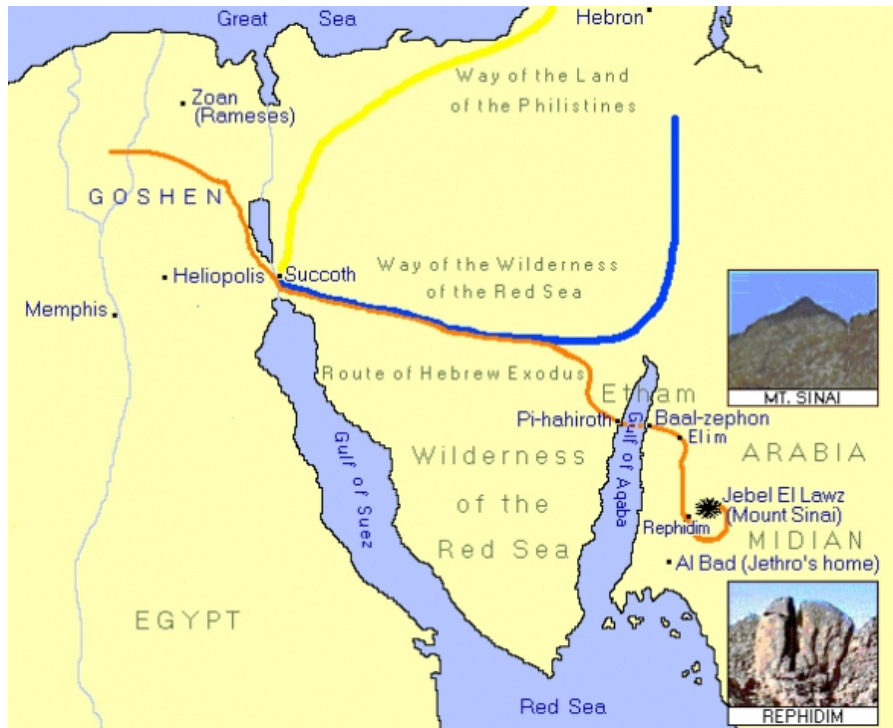 Great Sea
Hebron
Way of the Land
of the Philistines
Zoan
(Rameses)
GOSHEN
Heliopolis
Succoth
Way of the Wilderness
of the Red Sea
Memphis
MT. SINAI
Route of Hebrew Exodus
Etham
Pi-hahiroth
Baal-zephon
Elim
Gulf of Suez
Wilderness
of the
Red Sea
Gulf of Aqaba
ARABIA
Jebel El Lawz
(Mount Sinai)
Rephidim
MIDIAN
Al Bad (Jethro's home)
EGYPT
Red Sea
REPHIDIM